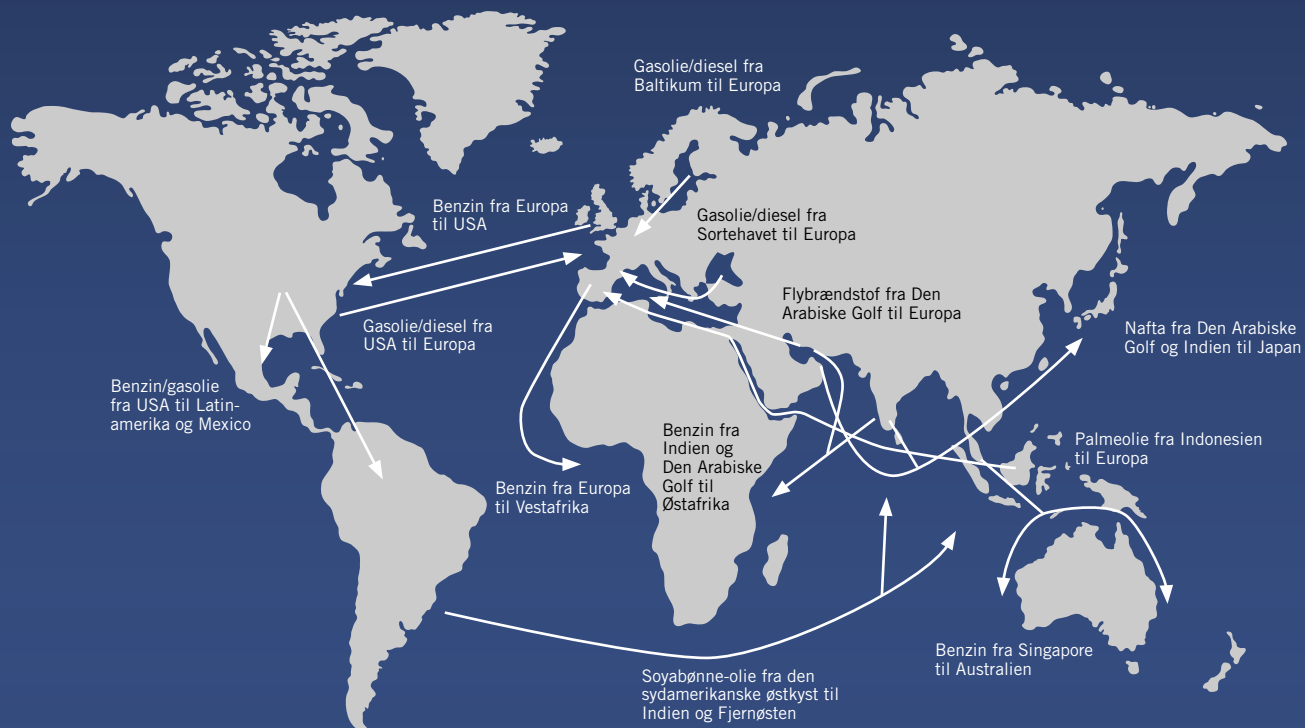 Gasolie/diesel fra
Baltikum til Europa
Benzin fra Europa
til USA
Gasolie/diesel fra
Sortehavet til Europa
Flybrændstof fra Den
Arabiske Golf til Europa
Gasolie/diesel fra
USA til Europa
Nafta fra Den Arabiske
Golf og Indien til Japan
Benzin/gasolie
fra USA til Latin-
amerika og Mexico
Benzin fra
Indien og
Den Arabiske
Golf til
Østafrika
Palmeolie fra Indonesien
til Europa
Benzin fra Europa
til Vestafrika
Benzin fra Singapore
til Australien
Soyabønne-olie fra den
sydamerikanske østkyst til
Indien og Fjernøsten